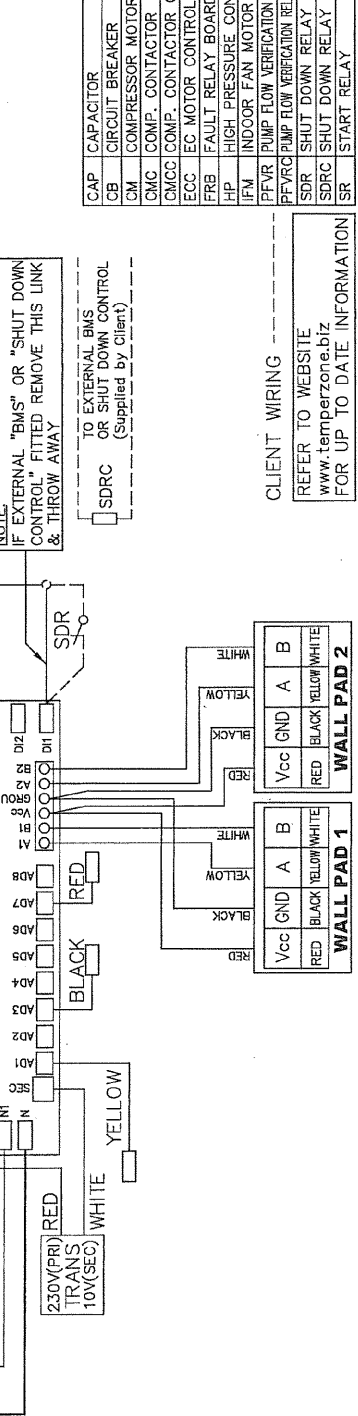 CAP CAPACITOR
CB CIRCUIT BREAKER
CM COMPRESSOR MOTOR
CMC COMP. CONTACTOR
CMCC COMP. CONTACTOR
ECC EC MOTOR CONTROL
FRB FAULT RELAY BOARD
HP HIGH PRESSURE CON
IFM INDOOR FAN MOTOR
PFVR PUMP FLOW VERIFICATION
PFVRC PUMP FLOW VERIFICATION REL
SDR SHUT DOWN RELAY
SDRC SHUT DOWN RELAY
SR START RELAY
NOTE:
IF EXTERNAL "BMS" OR "SHUT DOWN
CONTROL" FITTED REMOVE THIS LINK
& THROW AWAY
SDRC
TO EXTERNAL BMS
OR SHUT DOWN CONTROL
(Supplied by Client)
CLIENT WIRING
REFER TO WEBSITE
www.temperzone.biz
FOR UP TO DATE INFORMATION
SDR
DI2
DI1
A1 B1 Vcc GROU A2 B2
AD8
AD7
AD6
AD5
AD4
AD3
AD2
AD1
SEC
N1
N
RED
BLACK
YELLOW
RED
WHITE
230V(PRI)
TRANS
10V(SEC)
RED BLACK YELLOW WHITE
Vcc GND A B
RED BLACK YELLOW WHITE
WALL PAD 1
RED BLACK YELLOW WHITE
Vcc GND A B
RED BLACK YELLOW WHITE
WALL PAD 2